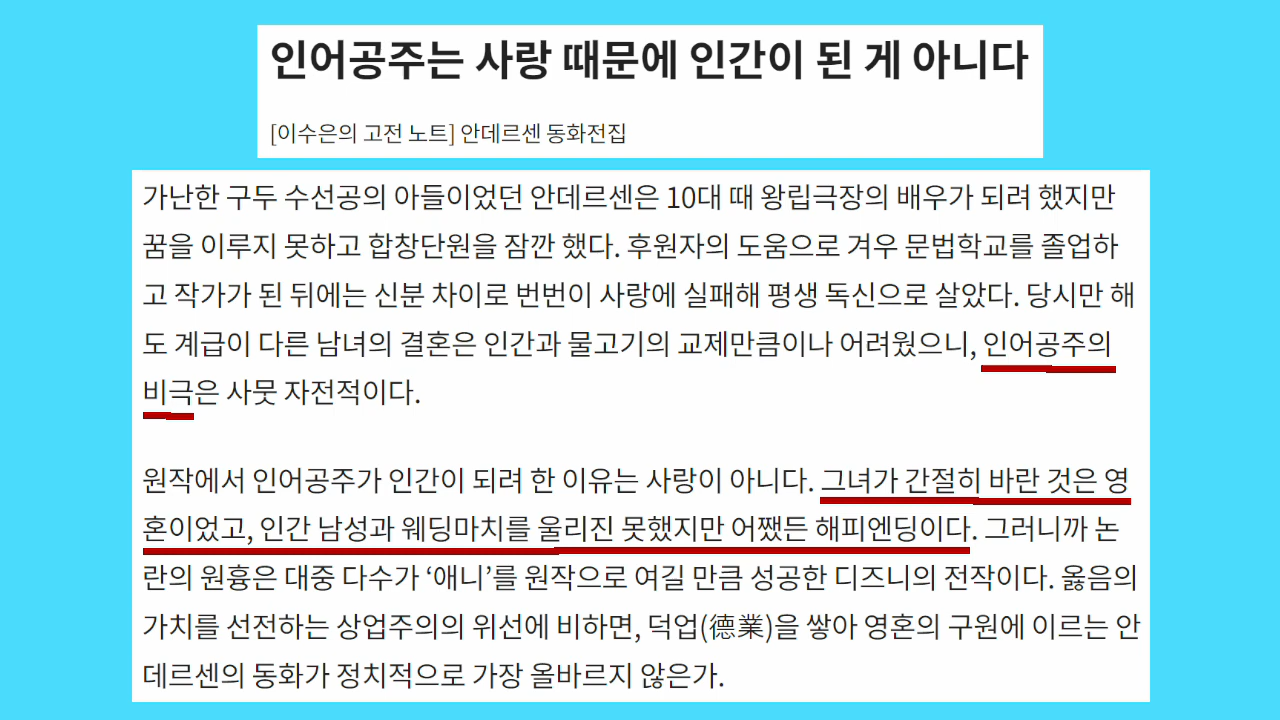 인어공주는 사랑 때문에 인간이 된 게 아니다
[이수은의 고전 노트] 안데르센 동화전집
가난한 구두 수선공의 아들이었던 안데르센은 10대 때 왕립극장의 배우가 되려 했지만
꿈을 이루지 못하고 합창단원을 잠깐 했다. 후원자의 도움으로 겨우 문법학교를 졸업하
고 작가가 된 뒤에는 신분 차이로 번번이 사랑에 실패해 평생 독신으로 살았다. 당시만 해
도 계급이 다른 남녀의 결혼은 인간과 물고기의 교제만큼이나 어려웠으니, 인어공주의
비극은 사뭇 자전적이다.
원작에서 인어공주가 인간이 되려 한 이유는 사랑이 아니다. 그녀가 간절히 바란 것은 영
혼이었고, 인간 남성과 웨딩마치를 울리진 못했지만 어쨌든 해피엔딩이다. 그러니까 논
란의 원흉은 대중 다수가 ‘애니’를 원작으로 여길 만큼 성공한 디즈니의 전작이다. 옳음의
가치를 선전하는 상업주의의 위선에 비하면, 덕업(德業)을 쌓아 영혼의 구원에 이르는 안
데르센의 동화가 정치적으로 가장 올바르지 않은가.